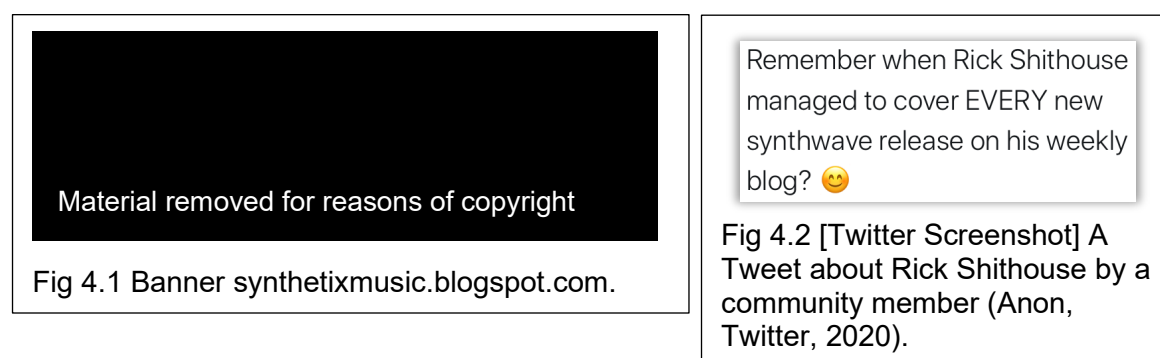 Material removed for reasons of copyright
Fig 4.1 Banner synthetixmusic.blogspot.com.
Remember when Rick Shithouse
managed to cover EVERY new
synthwave release on his weekly
blog? 😊
Fig 4.2 [Twitter Screenshot] A
Tweet about Rick Shithouse by a
community member (Anon,
Twitter, 2020).